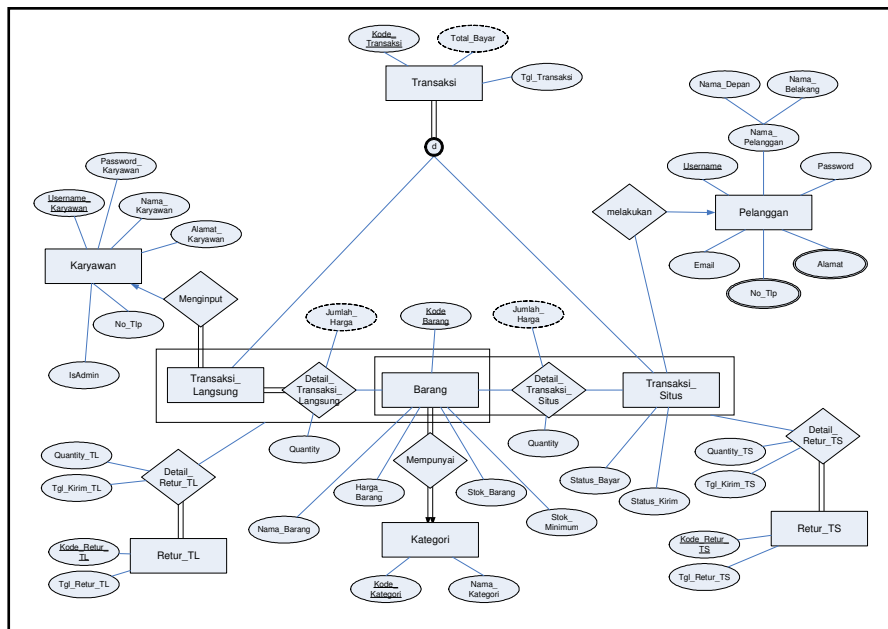 Kode_
Transaksi
Total_Bayar
Transaksi
Tgl_Transaksi
d
Nama_Depan
Nama_
Belakang
Nama_
Pelanggan
Username
Password
Pelanggan
melakukan
Email
Alamat
No_Tlp
Password_
Karyawan
Username_
Karyawan
Nama_
Karyawan
Alamat_
Karyawan
Karyawan
Menginput
No_Tlp
IsAdmin
Jumlah_
Harga
Kode
Barang
Jumlah_
Harga
Transaksi_
Langsung
Detail_
Transaksi_
Langsung
Barang
Detail_
Transaksi_
Situs
Transaksi_
Situs
Quantity
Quantity
Mempunyai
Quantity_TL
Detail_
Retur_TL
Tgl_Kirim_TL
Nama_Barang
Harga_
Barang
Stok_Barang
Stok_
Minimum
Status_Bayar
Status_Kirim
Detail_
Retur_TS
Quantity_TS
Tgl_Kirim_TS
Kode_Retur_
TL
Tgl_Retur_TL
Retur_TL
Kategori
Kode_
Kategori
Nama_
Kategori
Kode_Retur_
TS
Tgl_Retur_TS
Retur_TS